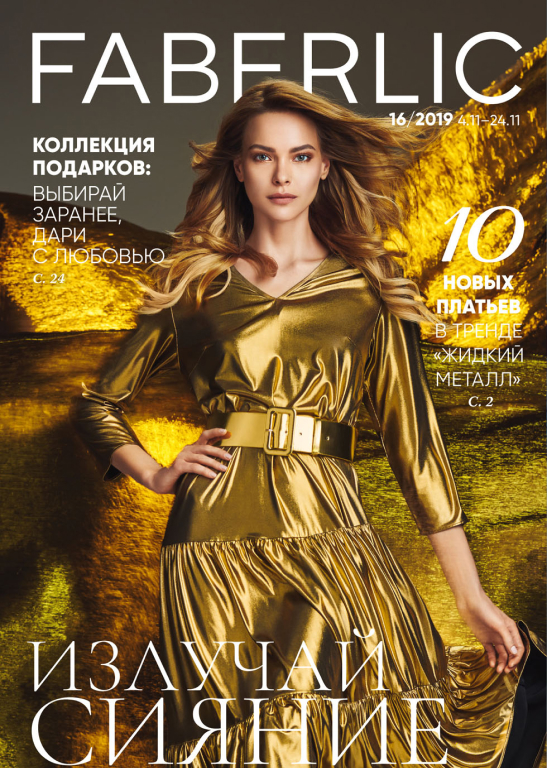 FABERLIC
16/2019 4.11–24.11
КОЛЛЕКЦИЯ
ПОДАРКОВ:
ВЫБИРАЙ
ЗАРАНЕЕ,
ДАРИ
С ЛЮБОВЬЮ
С. 24
10
НОВЫХ
ПЛАТЬЕВ
В ТРЕНДЕ
«ЖИДКИЙ
МЕТАЛЛ»
С. 2
ИЗЛУЧАЙ
СИЯНИЕ